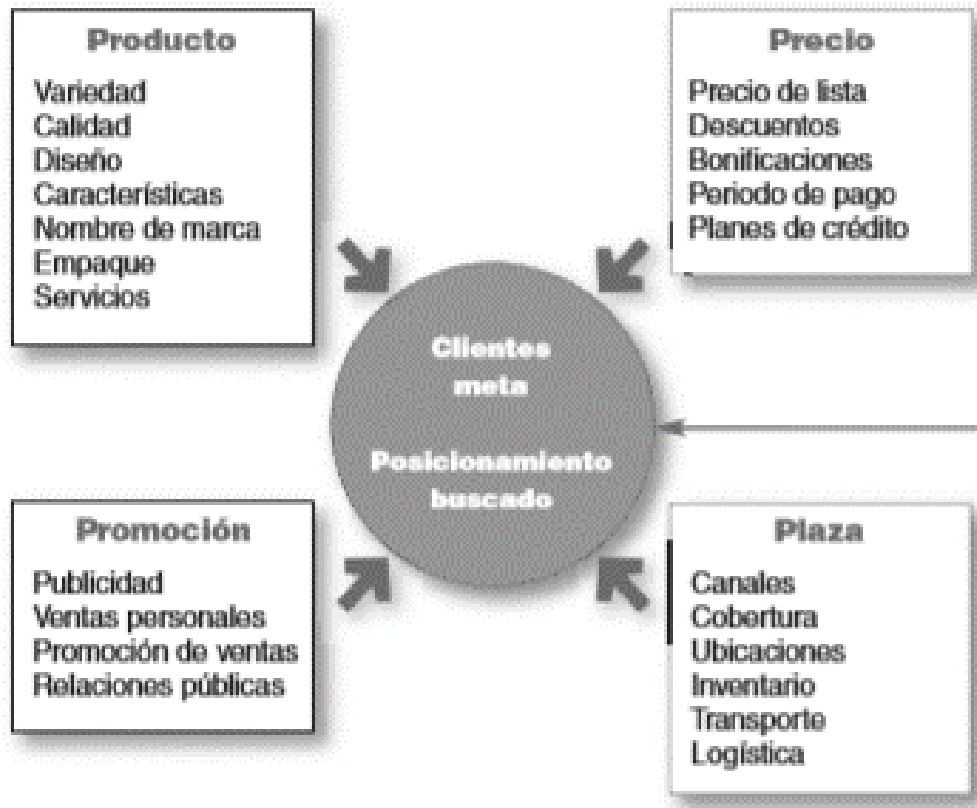 Producto
Variedad
Calidad
Diseño
Características
Nombre de marca
Empaque
Servicios
Precio
Precio de lista
Descuentos
Bonificaciones
Periodo de pago
Planes de crédito
Clientes
meta
Posicionamiento
buscado
Promoción
Publicidad
Ventas personales
Promoción de ventas
Relaciones públicas
Plaza
Canales
Cobertura
Ubicaciones
Inventario
Transporte
Logística